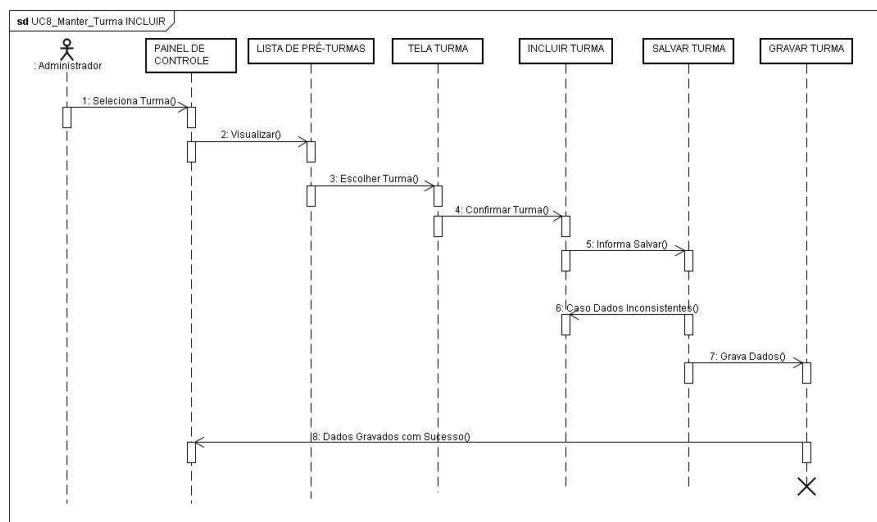 sd UC8_Manter_Turma INCLUIR
: Administrador
PAINEL DE
CONTROLE
LISTA DE PRÉ-TURMAS
TELA TURMA
INCLUIR TURMA
SALVAR TURMA
GRAVAR TURMA
1: Seleciona Turma()
2: Visualizar()
3: Escolher Turma()
4: Confirmar Turma()
5: Informa Salvar()
6: Caso Dados Inconsistentes()
7: Grava Dados()
8: Dados Gravados com Sucesso()